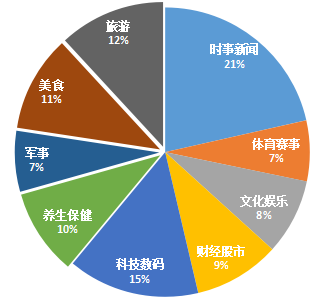 时事新闻
21%
体育赛事
7%
文化娱乐
8%
财经股市
9%
科技数码
15%
养生保健
10%
军事
7%
美食
11%
旅游
12%